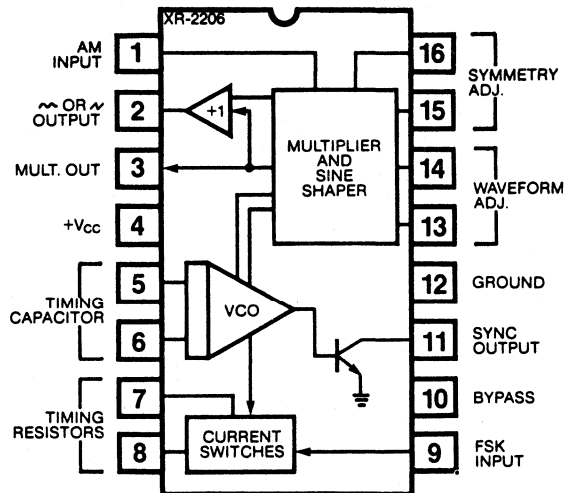 XR-2206
AM
INPUT
1
~ OR ~
OUTPUT
2
MULT. OUT
3
+VCC
4
TIMING
CAPACITOR
5
6
TIMING
RESISTORS
7
8
+1
MULTIPLIER
AND
SINE
SHAPER
VCO
CURRENT
SWITCHES
16
SYMMETRY
ADJ.
15
14
WAVEFORM
ADJ.
13
12
GROUND
11
SYNC
OUTPUT
10
BYPASS
9
FSK
INPUT